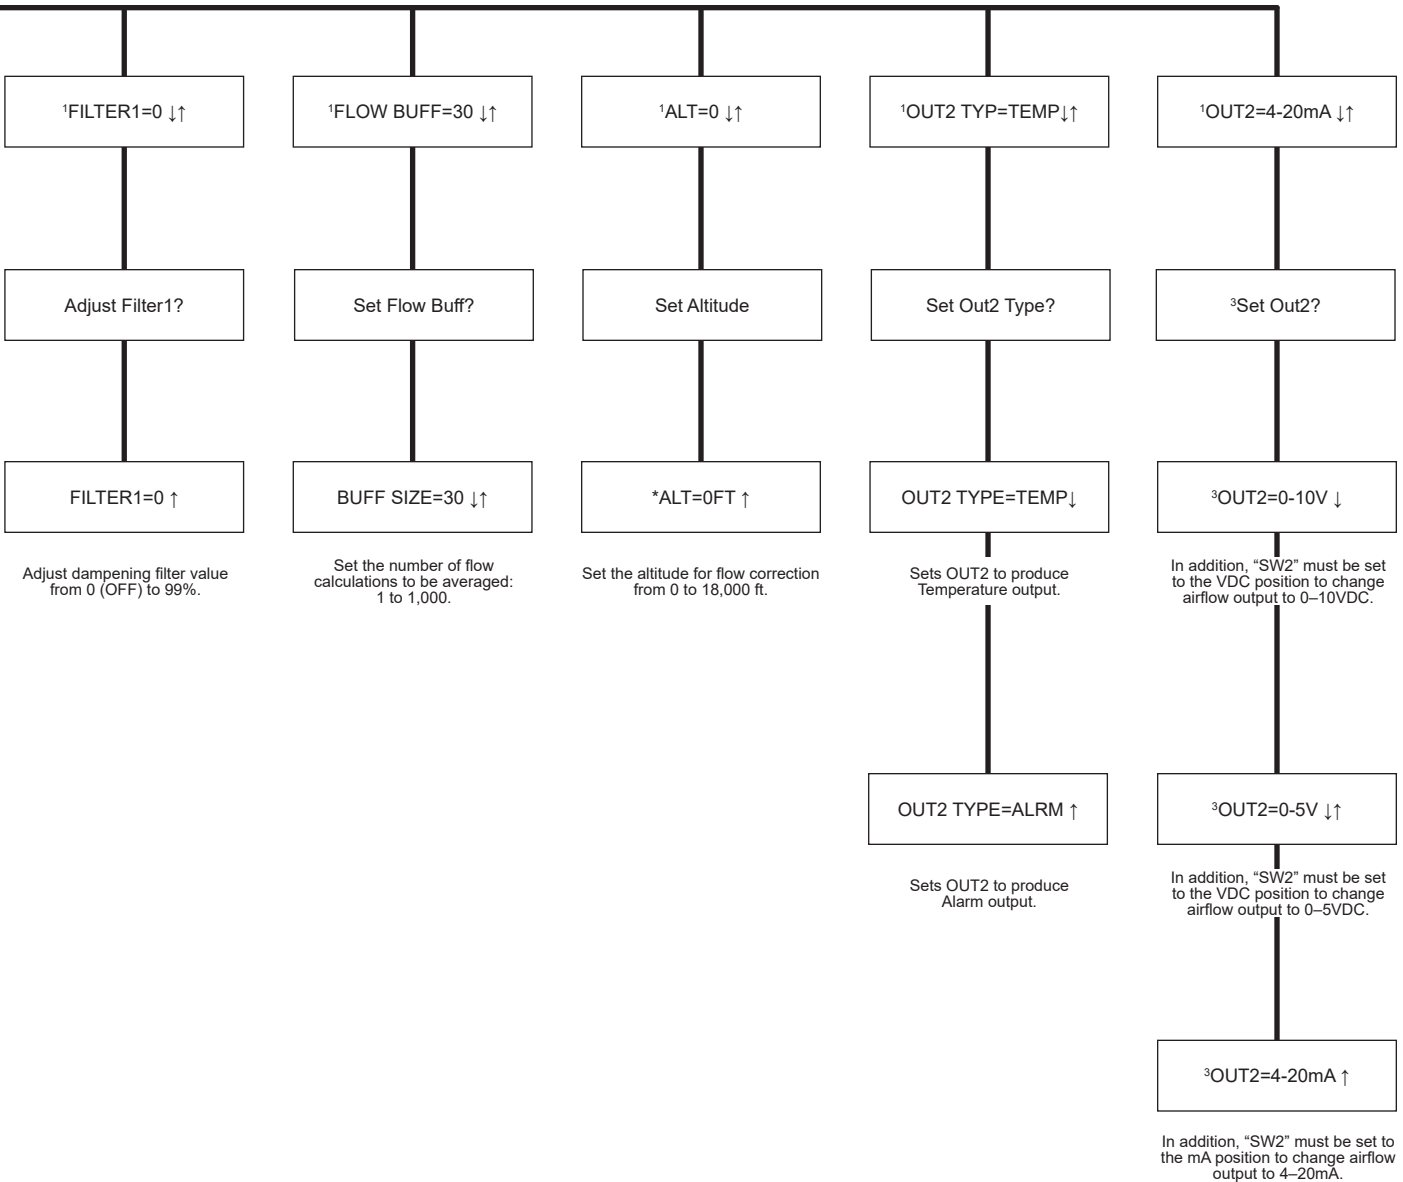 ¹FILTER1=0 ↓↑
¹FLOW BUFF=30 ↓↑
¹ALT=0 ↓↑
¹OUT2 TYP=TEMP↓↑
¹OUT2=4-20mA ↓↑
Adjust Filter1?
Set Flow Buff?
Set Altitude
Set Out2 Type?
³Set Out2?
FILTER1=0 ↑
BUFF SIZE=30 ↓↑
*ALT=0FT ↑
OUT2 TYPE=TEMP↓
³OUT2=0-10V ↓
Adjust dampening filter value
from 0 (OFF) to 99%.
Set the number of flow
calculations to be averaged:
1 to 1,000.
Set the altitude for flow correction
from 0 to 18,000 ft.
Sets OUT2 to produce
Temperature output.
In addition, “SW2” must be set
to the VDC position to change
airflow output to 0–10VDC.
OUT2 TYPE=ALRM ↑
³OUT2=0-5V ↓↑
Sets OUT2 to produce
Alarm output.
In addition, “SW2” must be set
to the VDC position to change
airflow output to 0–5VDC.
³OUT2=4-20mA ↑
In addition, “SW2” must be set to
the mA position to change airflow
output to 4–20mA.